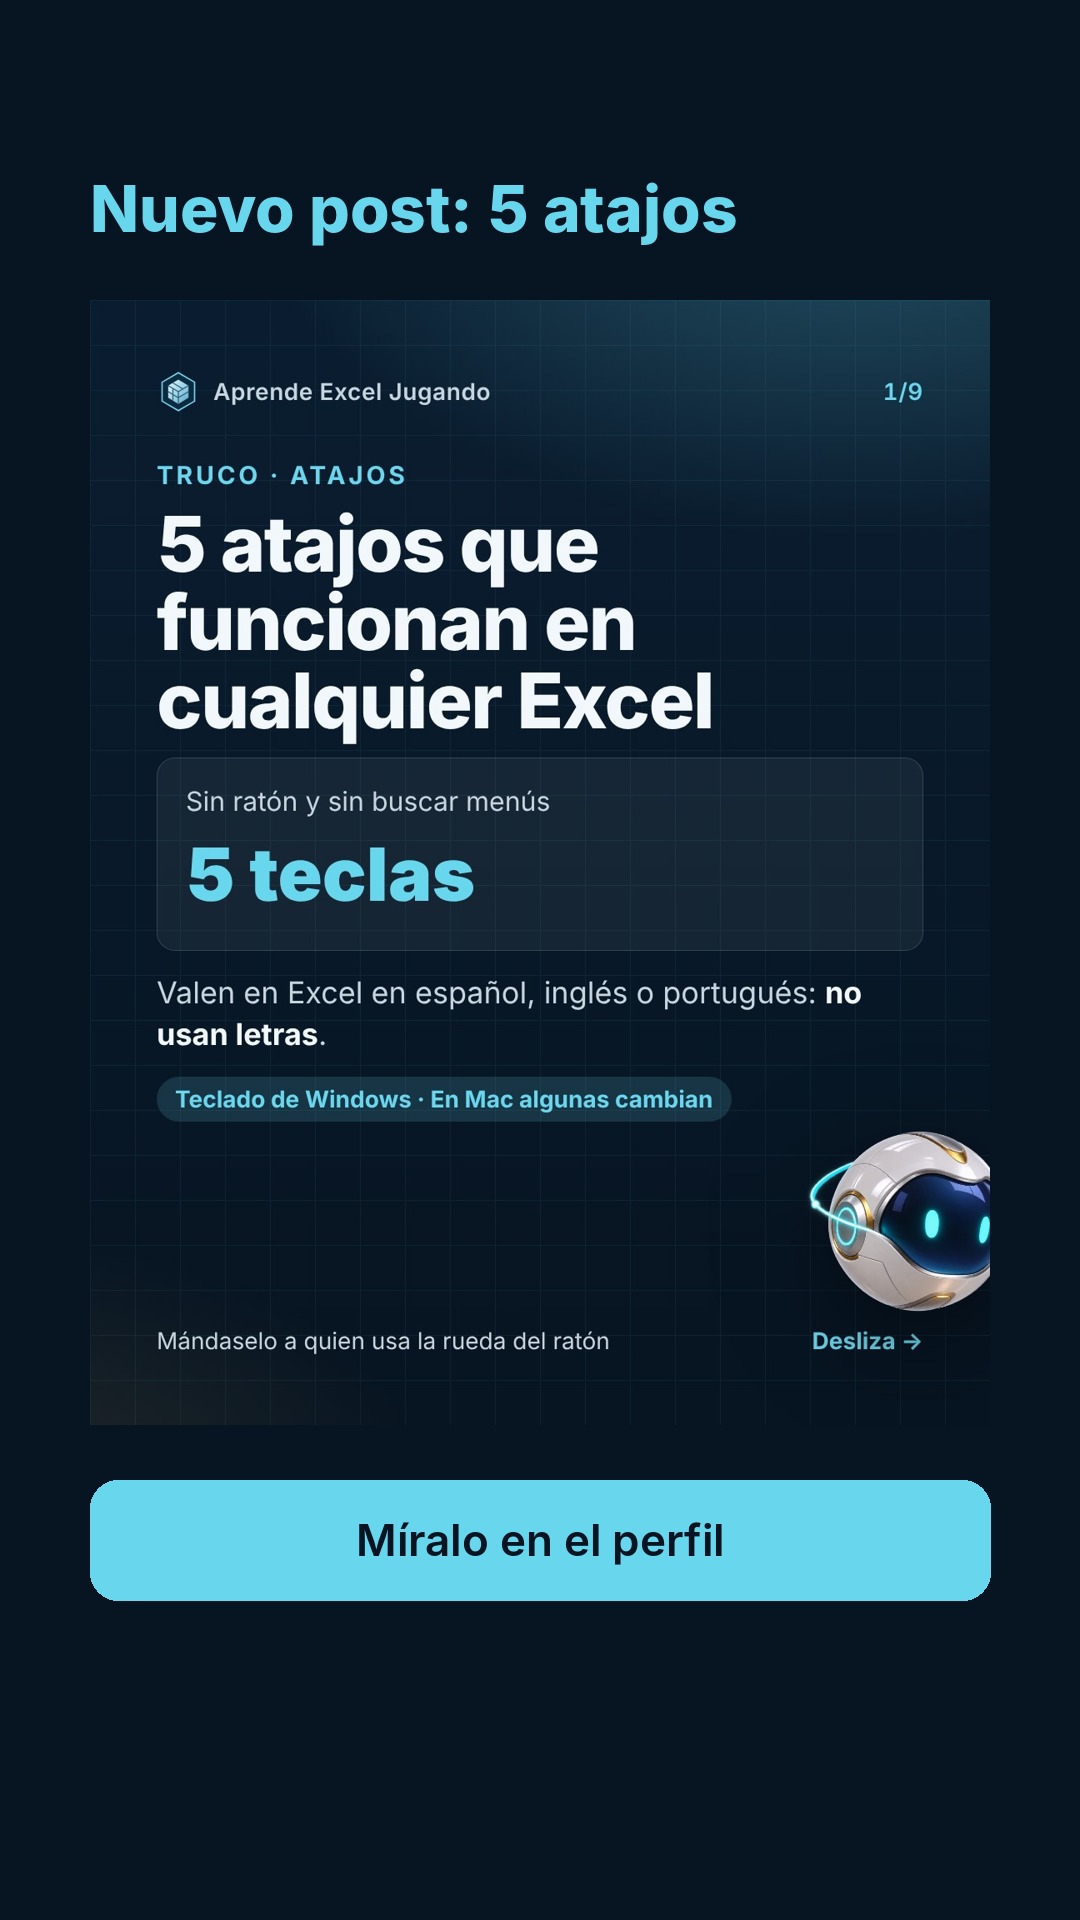 Nuevo post: 5 atajos
Aprende Excel Jugando
1/9
TRUCO · ATAJOS
5 atajos que
funcionan en
cualquier Excel
Sin ratón y sin buscar menús
5 teclas
Valen en Excel en español, inglés o portugués: no
usan letras.
Teclado de Windows · En Mac algunas cambian
Mándaselo a quien usa la rueda del ratón
Desliza →
Míralo en el perfil